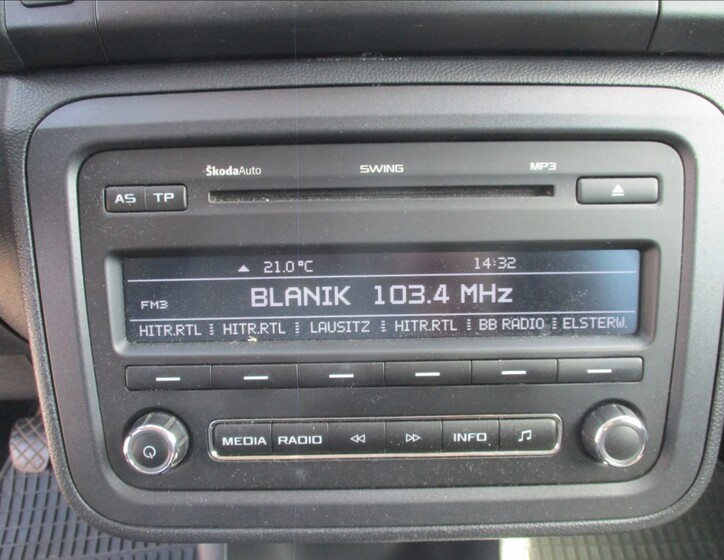 ŠkodaAuto SWING MP3
AS TP
21.0°C 14:32
FM3 BLANIK 103.4 MHz
HITR.RTL HITR.RTL LAUSITZ HITR.RTL BB RADIO ELSTERW.
MEDIA RADIO INFO